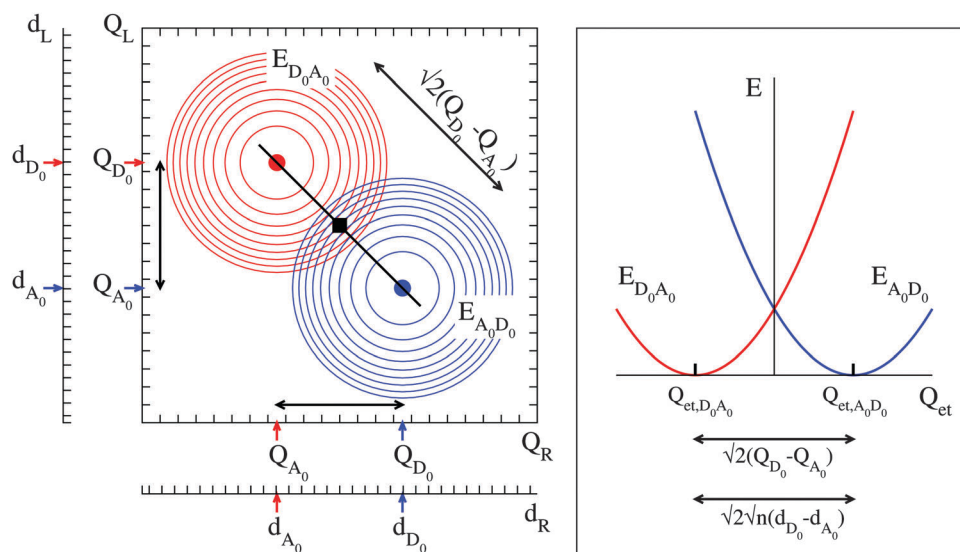 d_L Q_L
E_{D_0A_0}
√2(Q_{D_0}-Q_{A_0})
d_{D_0} Q_{D_0}
d_{A_0} Q_{A_0}
E_{A_0D_0}
Q_{A_0} Q_{D_0} Q_R
d_{A_0} d_{D_0} d_R
E
E_{D_0A_0} E_{A_0D_0}
Q_{et,D_0A_0} Q_{et,A_0D_0} Q_{et}
√2(Q_{D_0}-Q_{A_0})
√2√n(d_{D_0}-d_{A_0})